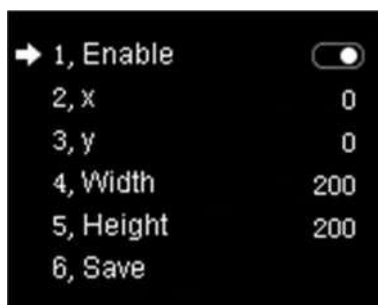 1, Enable
2, x 0
3, y 0
4, Width 200
5, Height 200
6, Save